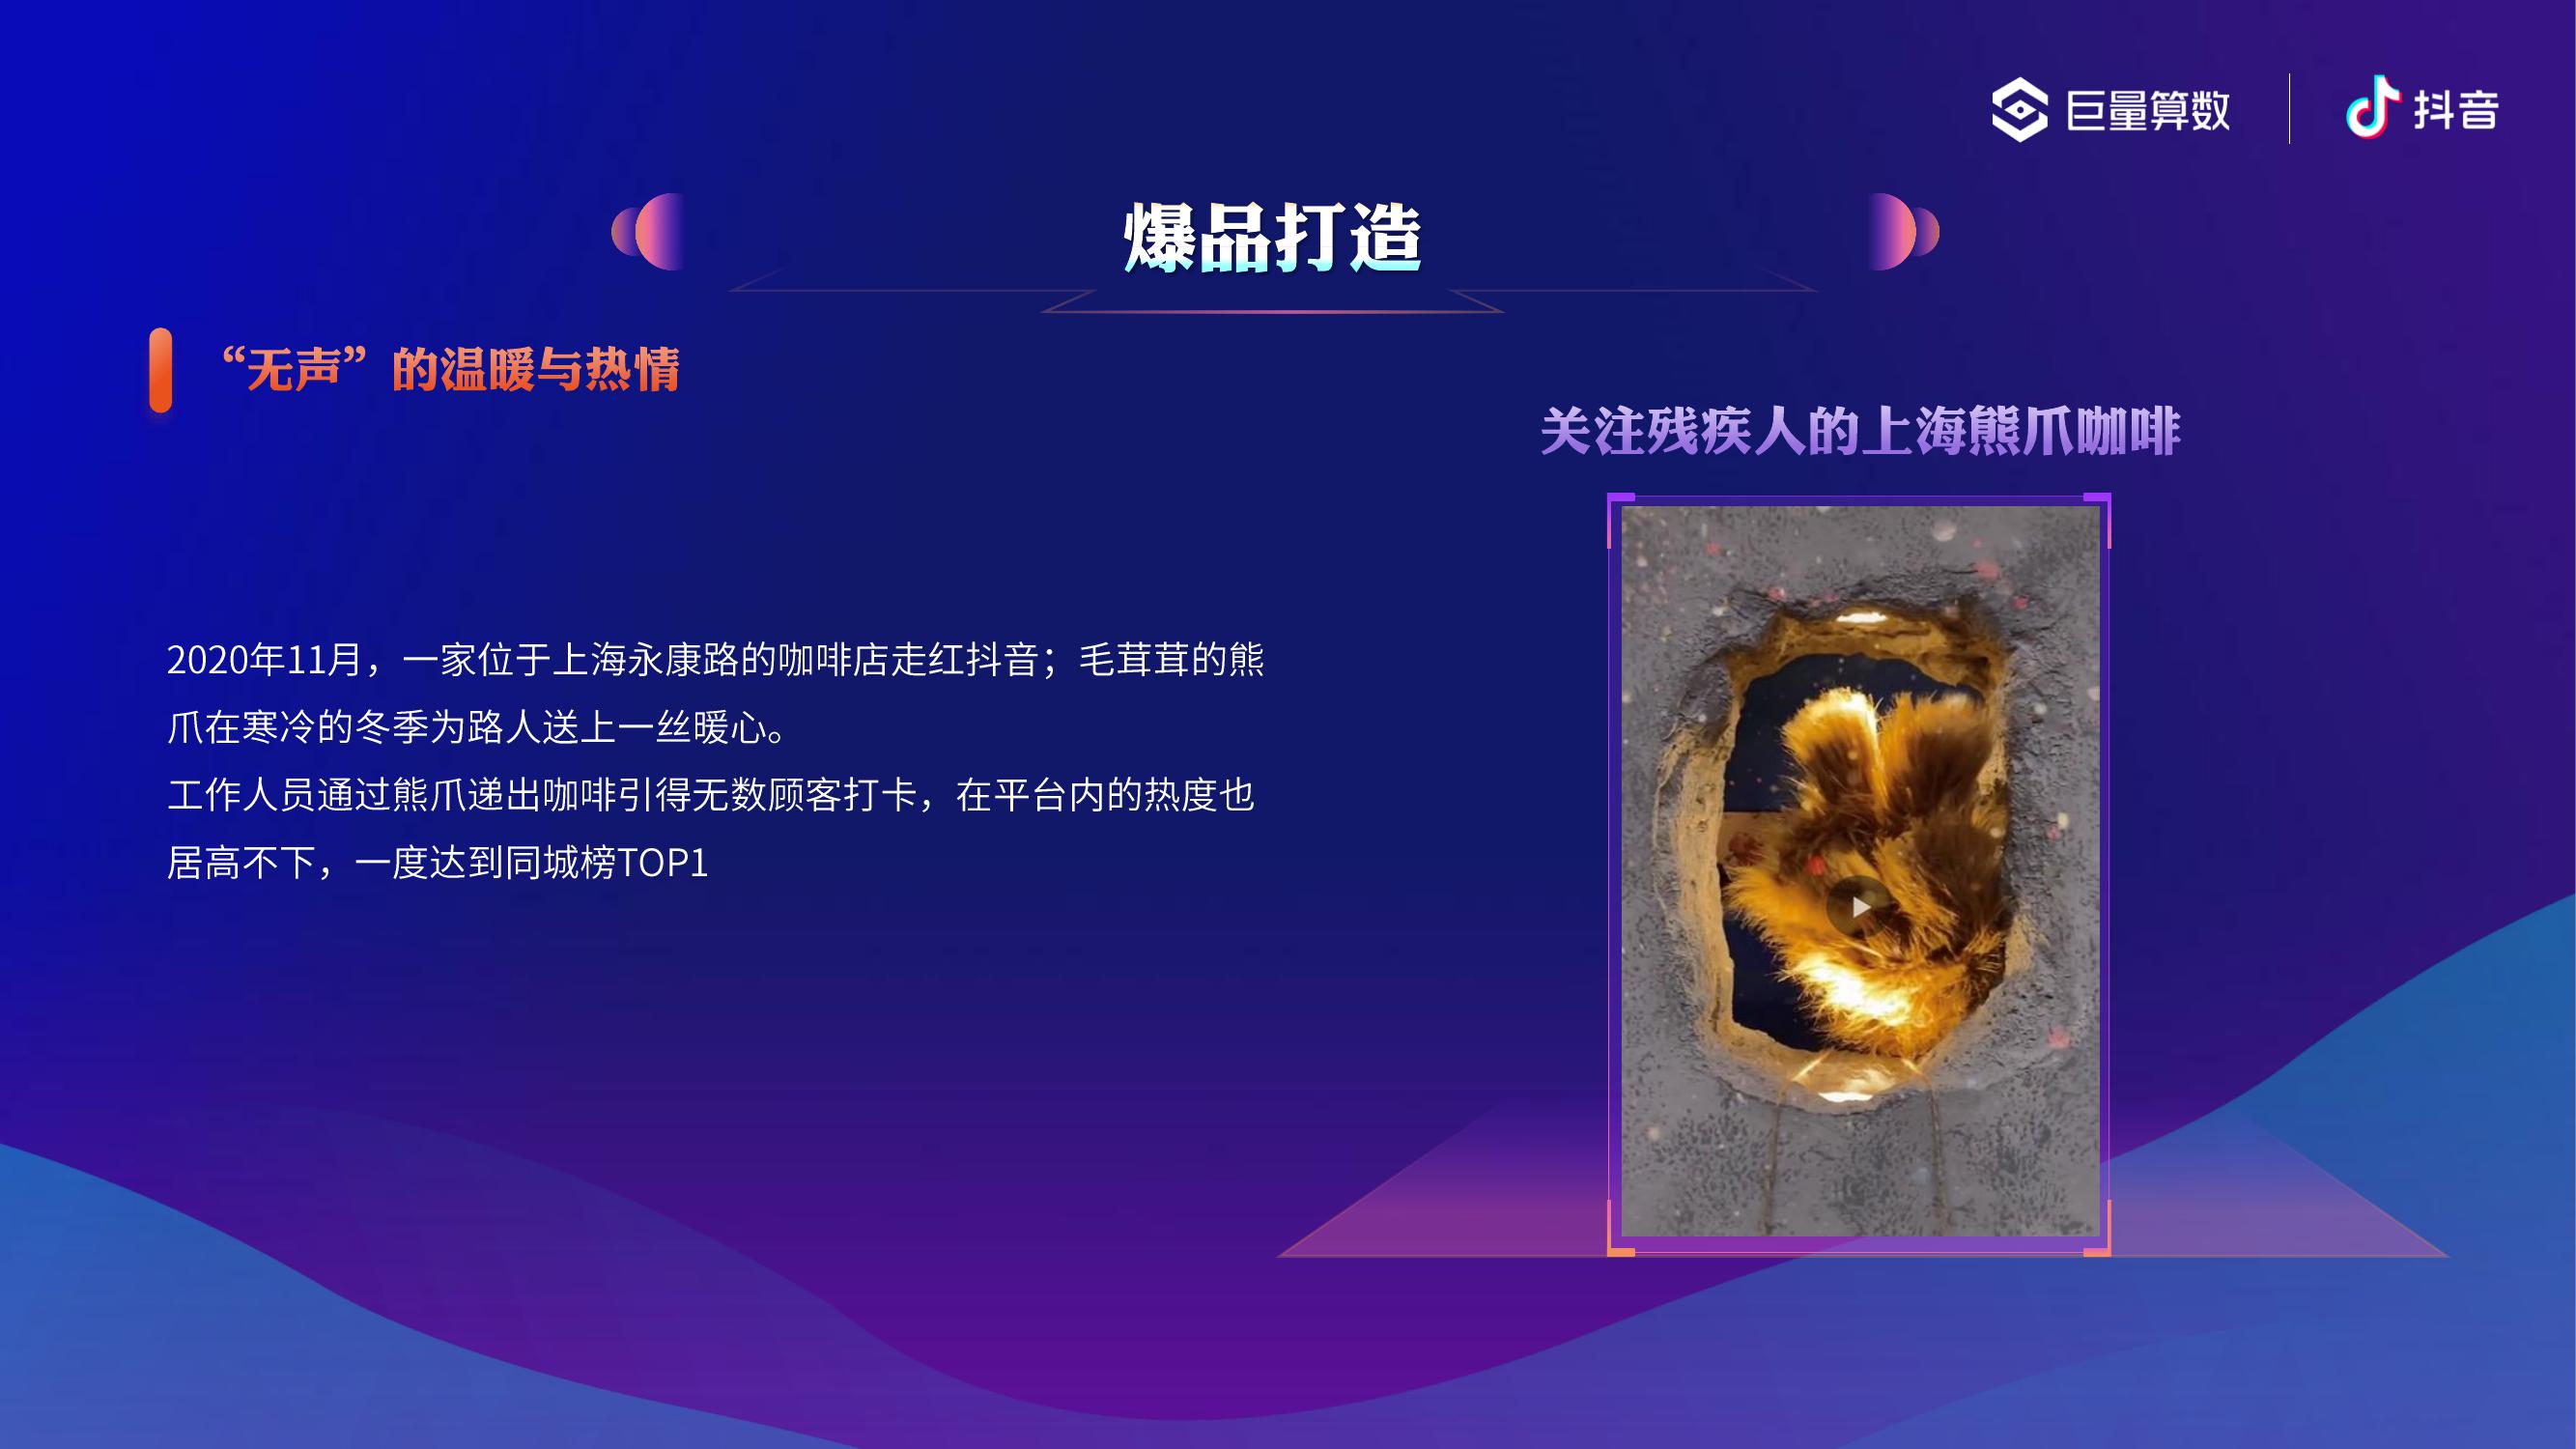 巨量算数
抖音
爆品打造
“无声”的温暖与热情
关注残疾人的上海熊爪咖啡
2020年11月，一家位于上海永康路的咖啡店走红抖音；毛茸茸的熊
爪在寒冷的冬季为路人送上一丝暖心。
工作人员通过熊爪递出咖啡引得无数顾客打卡，在平台内的热度也
居高不下，一度达到同城榜TOP1